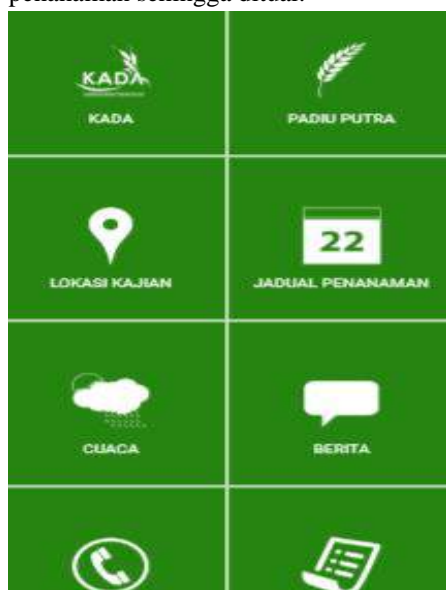 penanaman sehingga dituai.
KADA
KADA
PADIU PUTRA
22
LOKASI KAJIAN
JADUAL PENANAMAN
CUACA
BERITA